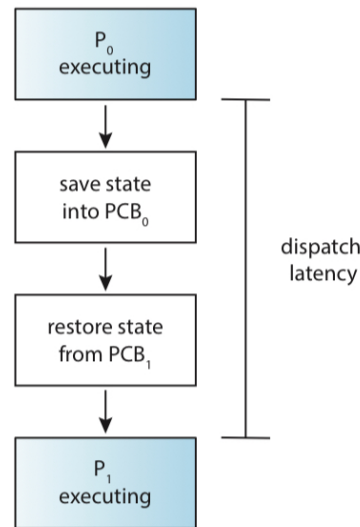 P₀
executing
save state
into PCB₀
dispatch
latency
restore state
from PCB₁
P₁
executing